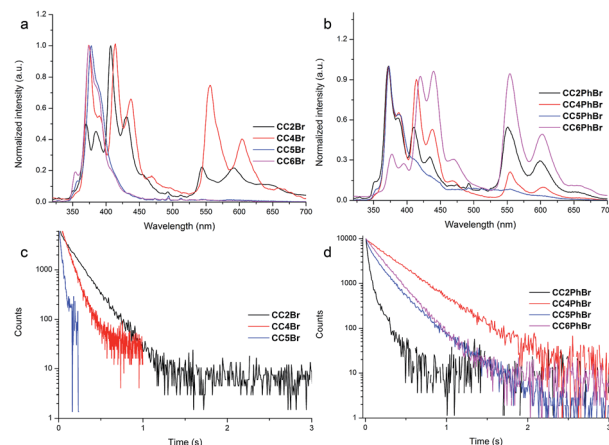 a
1.0
0.8
0.6
0.4
0.2
0.0
Normalized intensity (a.u.)
CC2Br
CC4Br
CC5Br
CC6Br
350 400 450 500 550 600 650 700
Wavelength (nm)
b
1.2
0.9
0.6
0.3
0.0
Normalized intensity (a.u.)
CC2PhBr
CC4PhBr
CC5PhBr
CC6PhBr
350 400 450 500 550 600 650 700
Wavelength (nm)
c
1000
100
10
1
Counts
CC2Br
CC4Br
CC5Br
0 1 2 3
Time (s)
d
10000
1000
100
10
1
Counts
CC2PhBr
CC4PhBr
CC5PhBr
CC6PhBr
0 1 2 3
Time (s)